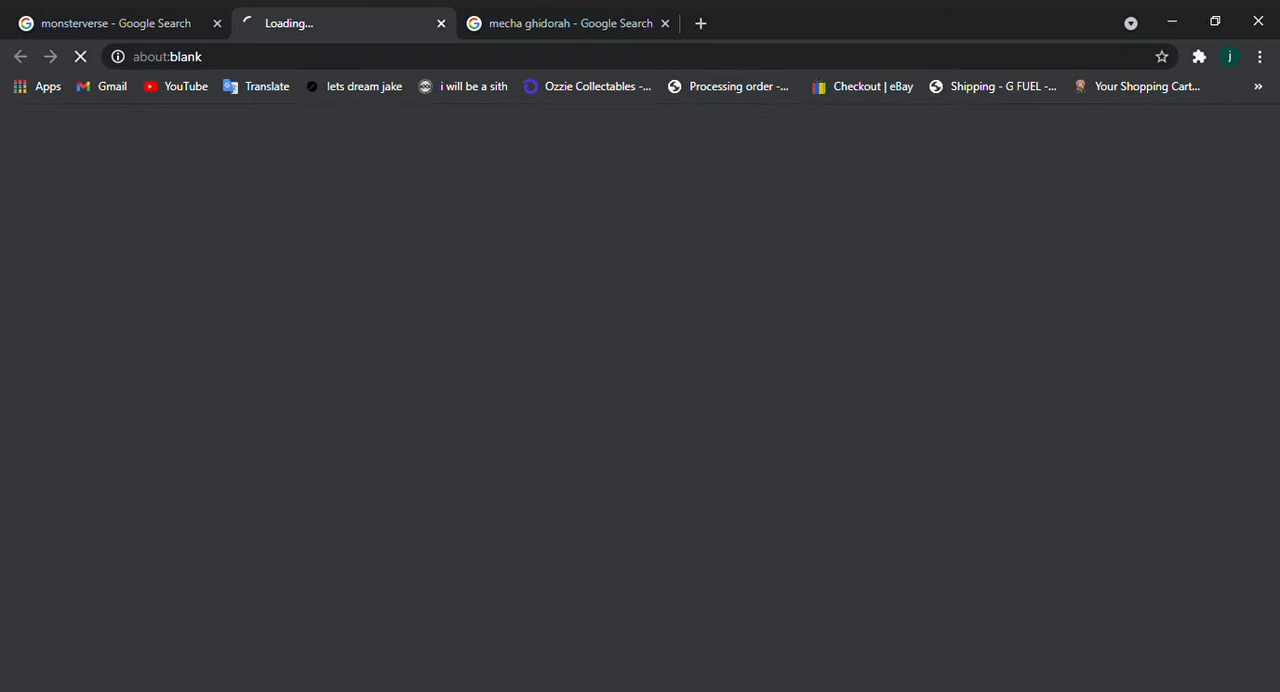 monsterverse - Google Search Loading... mecha ghidorah - Google Search
about:blank j
Apps Gmail YouTube Translate lets dream jake i will be a sith Ozzie Collectables -... Processing order -... Checkout | eBay Shipping - G FUEL -... Your Shopping Cart... »